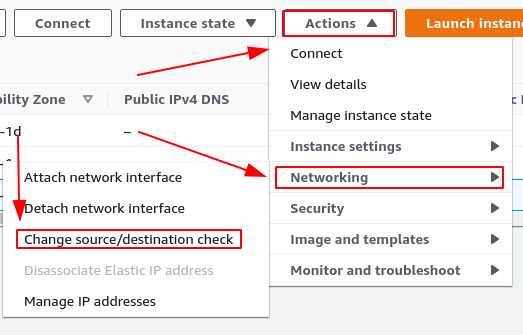 Connect
Instance state
Actions
Launch instan
bility Zone
Public IPv4 DNS
-1d
–
Connect
View details
Manage instance state
Instance settings
Networking
Security
Image and templates
Monitor and troubleshoot
Attach network interface
Detach network interface
Change source/destination check
Disassociate Elastic IP address
Manage IP addresses